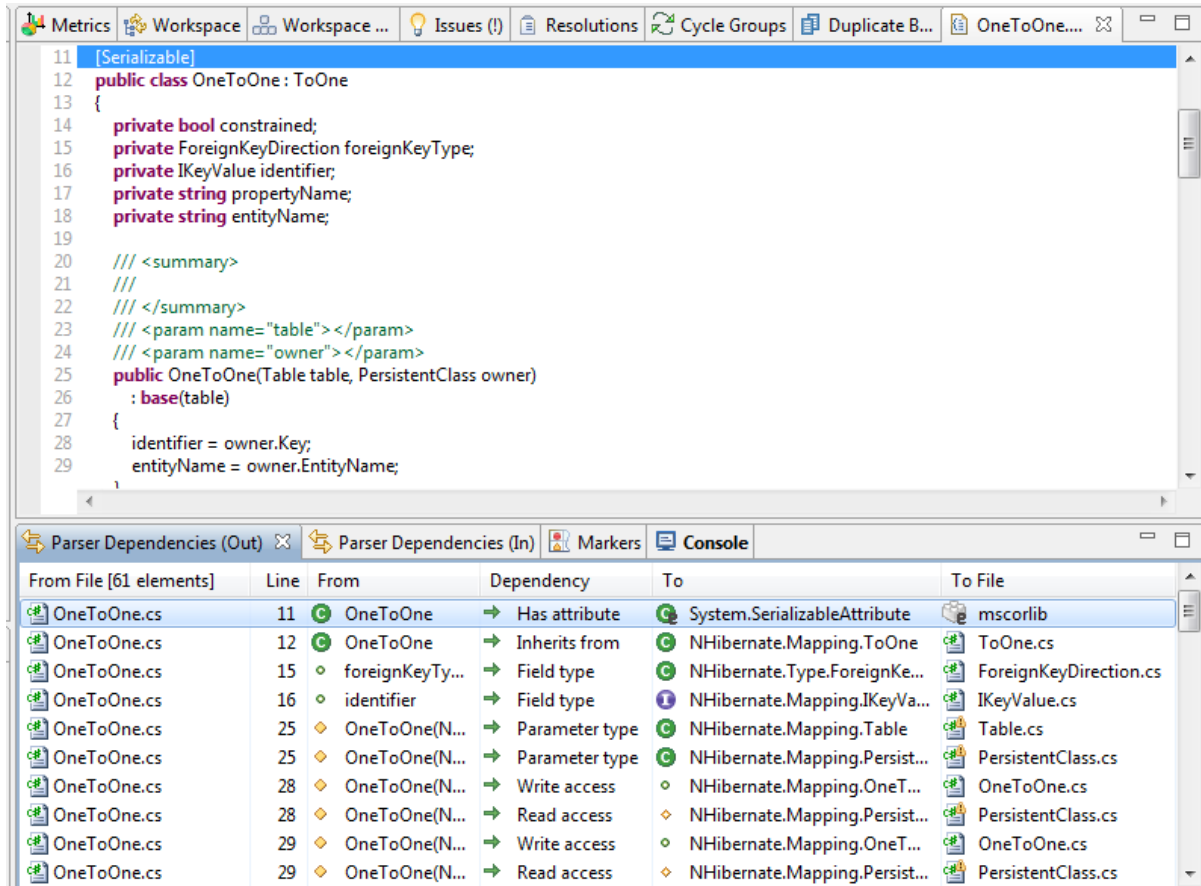 Metrics Workspace Workspace ... Issues (!) Resolutions Cycle Groups Duplicate B... OneToOne....
11 [Serializable]
12 public class OneToOne : ToOne
13 {
14 private bool constrained;
15 private ForeignKeyDirection foreignKeyType;
16 private IKeyValue identifier;
17 private string propertyName;
18 private string entityName;
19
20 /// <summary>
21 ///
22 /// </summary>
23 /// <param name="table"></param>
24 /// <param name="owner"></param>
25 public OneToOne(Table table, PersistentClass owner)
26 : base(table)
27 {
28 identifier = owner.Key;
29 entityName = owner.EntityName;
}
Parser Dependencies (Out) Parser Dependencies (In) Markers Console
From File [61 elements] Line From Dependency To To File
OneToOne.cs 11 OneToOne Has attribute System.SerializableAttribute mscorlib
OneToOne.cs 12 OneToOne Inherits from NHibernate.Mapping.ToOne ToOne.cs
OneToOne.cs 15 foreignKeyTy... Field type NHibernate.Type.ForeignKe... ForeignKeyDirection.cs
OneToOne.cs 16 identifier Field type NHibernate.Mapping.IKeyVa... IKeyValue.cs
OneToOne.cs 25 OneToOne(N... Parameter type NHibernate.Mapping.Table Table.cs
OneToOne.cs 25 OneToOne(N... Parameter type NHibernate.Mapping.Persist... PersistentClass.cs
OneToOne.cs 28 OneToOne(N... Write access NHibernate.Mapping.OneT... OneToOne.cs
OneToOne.cs 28 OneToOne(N... Read access NHibernate.Mapping.Persist... PersistentClass.cs
OneToOne.cs 29 OneToOne(N... Write access NHibernate.Mapping.OneT... OneToOne.cs
OneToOne.cs 29 OneToOne(N... Read access NHibernate.Mapping.Persist... PersistentClass.cs